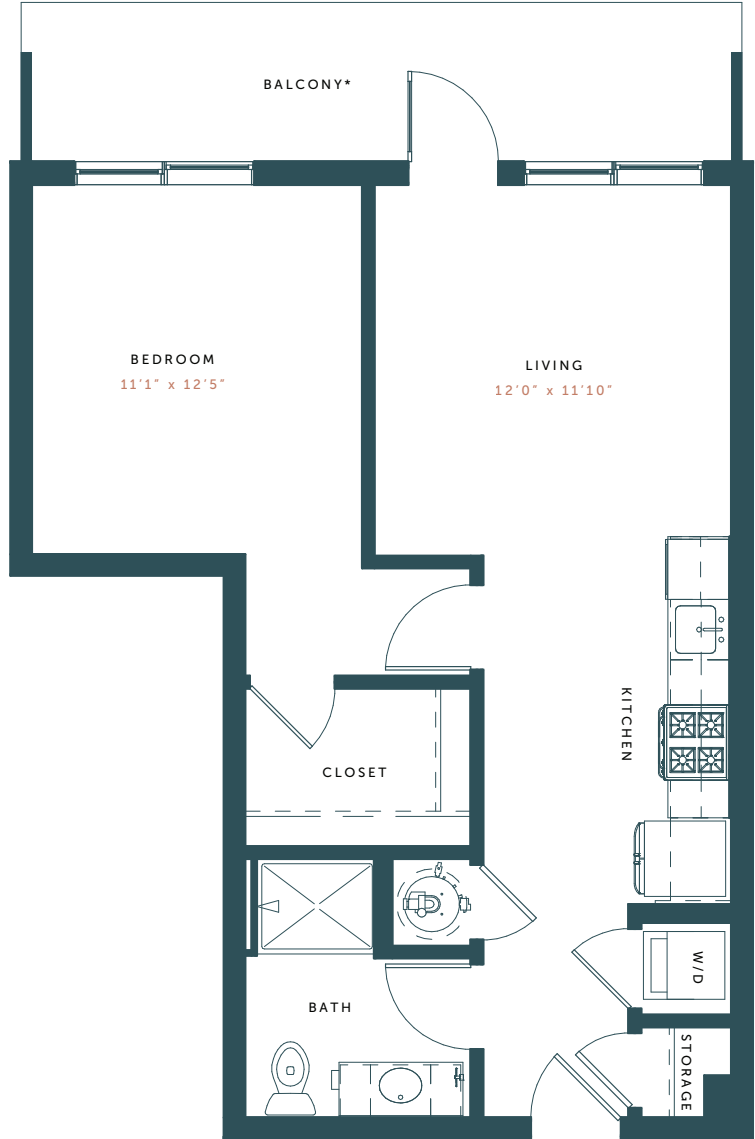 BALCONY*
BEDROOM
11'1" x 12'5"
LIVING
12'0" x 11'10"
KITCHEN
CLOSET
W/D
BATH
STORAGE